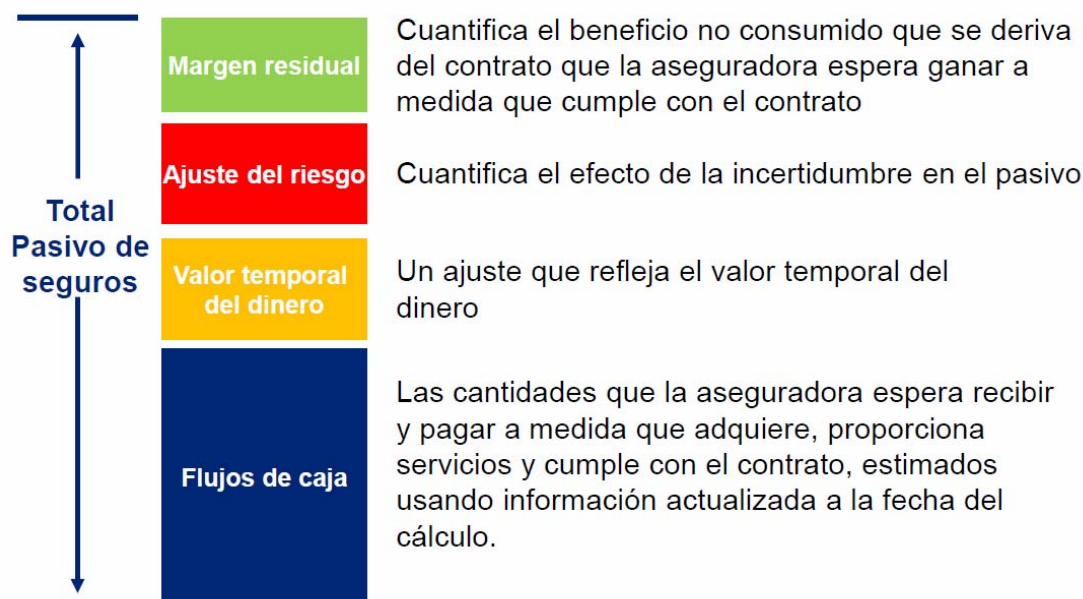 Margen residual
Cuantifica el beneficio no consumido que se deriva
del contrato que la aseguradora espera ganar a
medida que cumple con el contrato
Ajuste del riesgo
Cuantifica el efecto de la incertidumbre en el pasivo
Total
Pasivo de
seguros
Valor temporal
del dinero
Un ajuste que refleja el valor temporal del
dinero
Flujos de caja
Las cantidades que la aseguradora espera recibir
y pagar a medida que adquiere, proporciona
servicios y cumple con el contrato, estimados
usando información actualizada a la fecha del
cálculo.